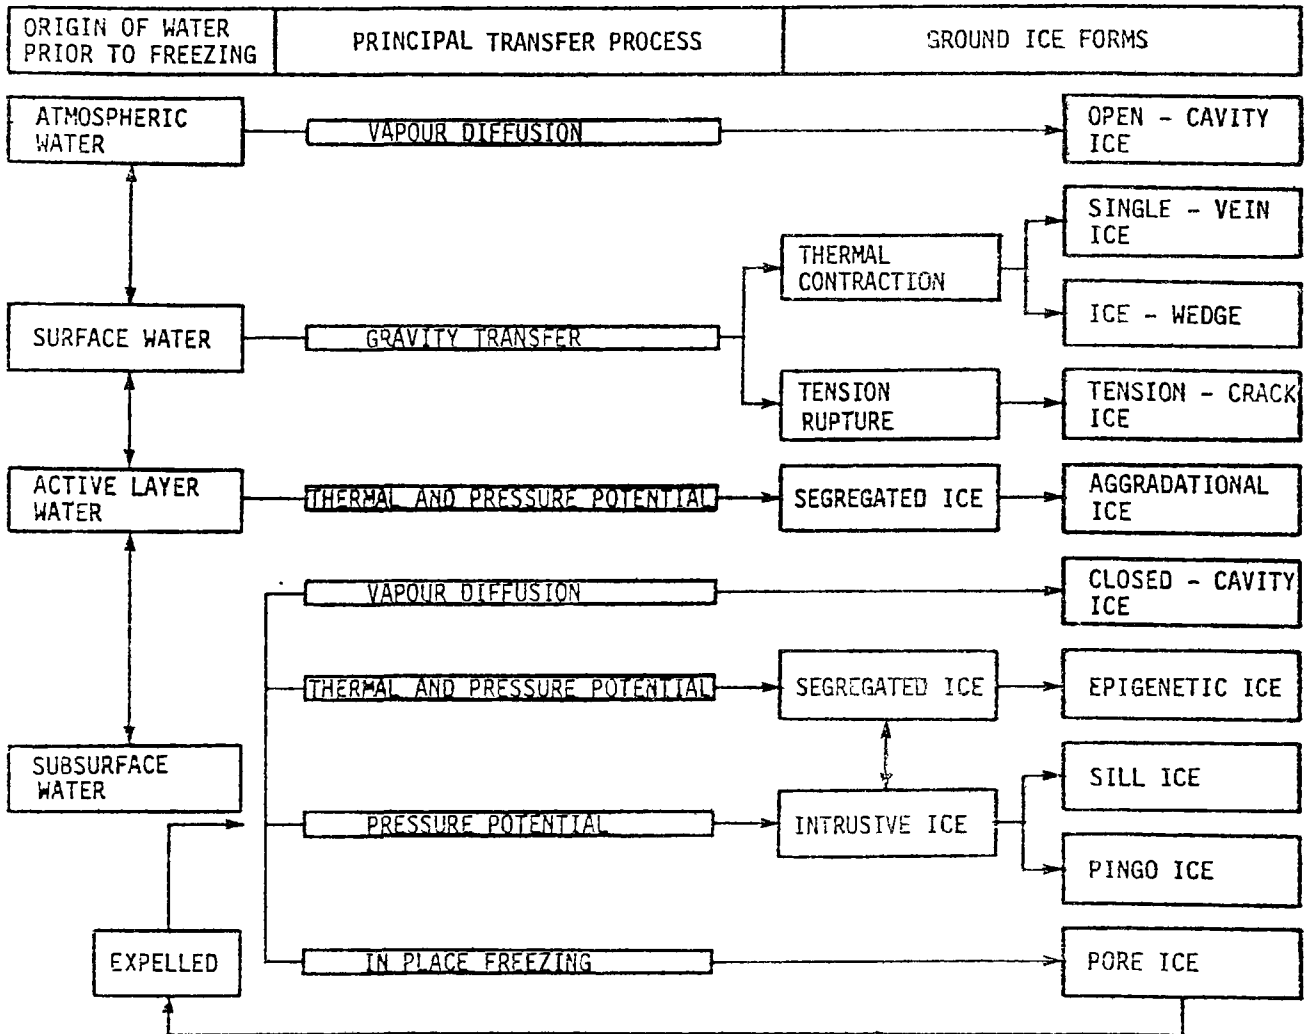 ORIGIN OF WATER
PRIOR TO FREEZING
PRINCIPAL TRANSFER PROCESS
GROUND ICE FORMS
ATMOSPHERIC
WATER
VAPOUR DIFFUSION
OPEN - CAVITY
ICE
SINGLE - VEIN
ICE
THERMAL
CONTRACTION
ICE - WEDGE
SURFACE WATER
GRAVITY TRANSFER
TENSION
RUPTURE
TENSION - CRACK
ICE
ACTIVE LAYER
WATER
THERMAL AND PRESSURE POTENTIAL
SEGREGATED ICE
AGGRADATIONAL
ICE
VAPOUR DIFFUSION
CLOSED - CAVITY
ICE
THERMAL AND PRESSURE POTENTIAL
SEGREGATED ICE
EPIGENETIC ICE
SUBSURFACE
WATER
SILL ICE
PRESSURE POTENTIAL
INTRUSIVE ICE
PINGO ICE
EXPELLED
IN PLACE FREEZING
PORE ICE